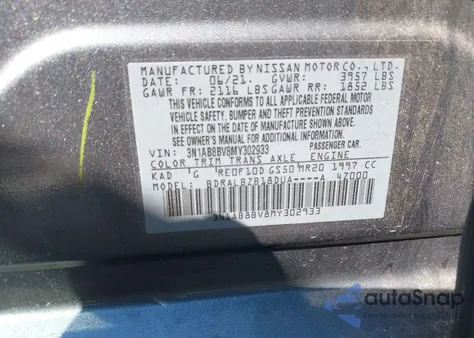 MANUFACTURED BY NISSAN MOTOR CO., LTD.
DATE: 06/21. GVWR: 3957 LBS
GAWR FR: 2116 LBS GAWR RR: 1852 LBS
THIS VEHICLE CONFORMS TO ALL APPLICABLE FEDERAL MOTOR
VEHICLE SAFETY, BUMPER, AND THEFT PREVENTION STANDARDS
IN EFFECT ON THE DATE OF MANUFACTURE SHOWN ABOVE.
SEE OWNER'S MANUAL FOR ADDITIONAL INFORMATION.
VIN: 3N1AB8BV8MY302933 PASSENGER CAR.
COLOR TRIM TRANS AXLE ENGINE
KAD G RE0F10D GS50 MR20 1997 CC
BDRALBZB18DUA----A 4Z000
3N1AB8BV8MY302933
autoSnap